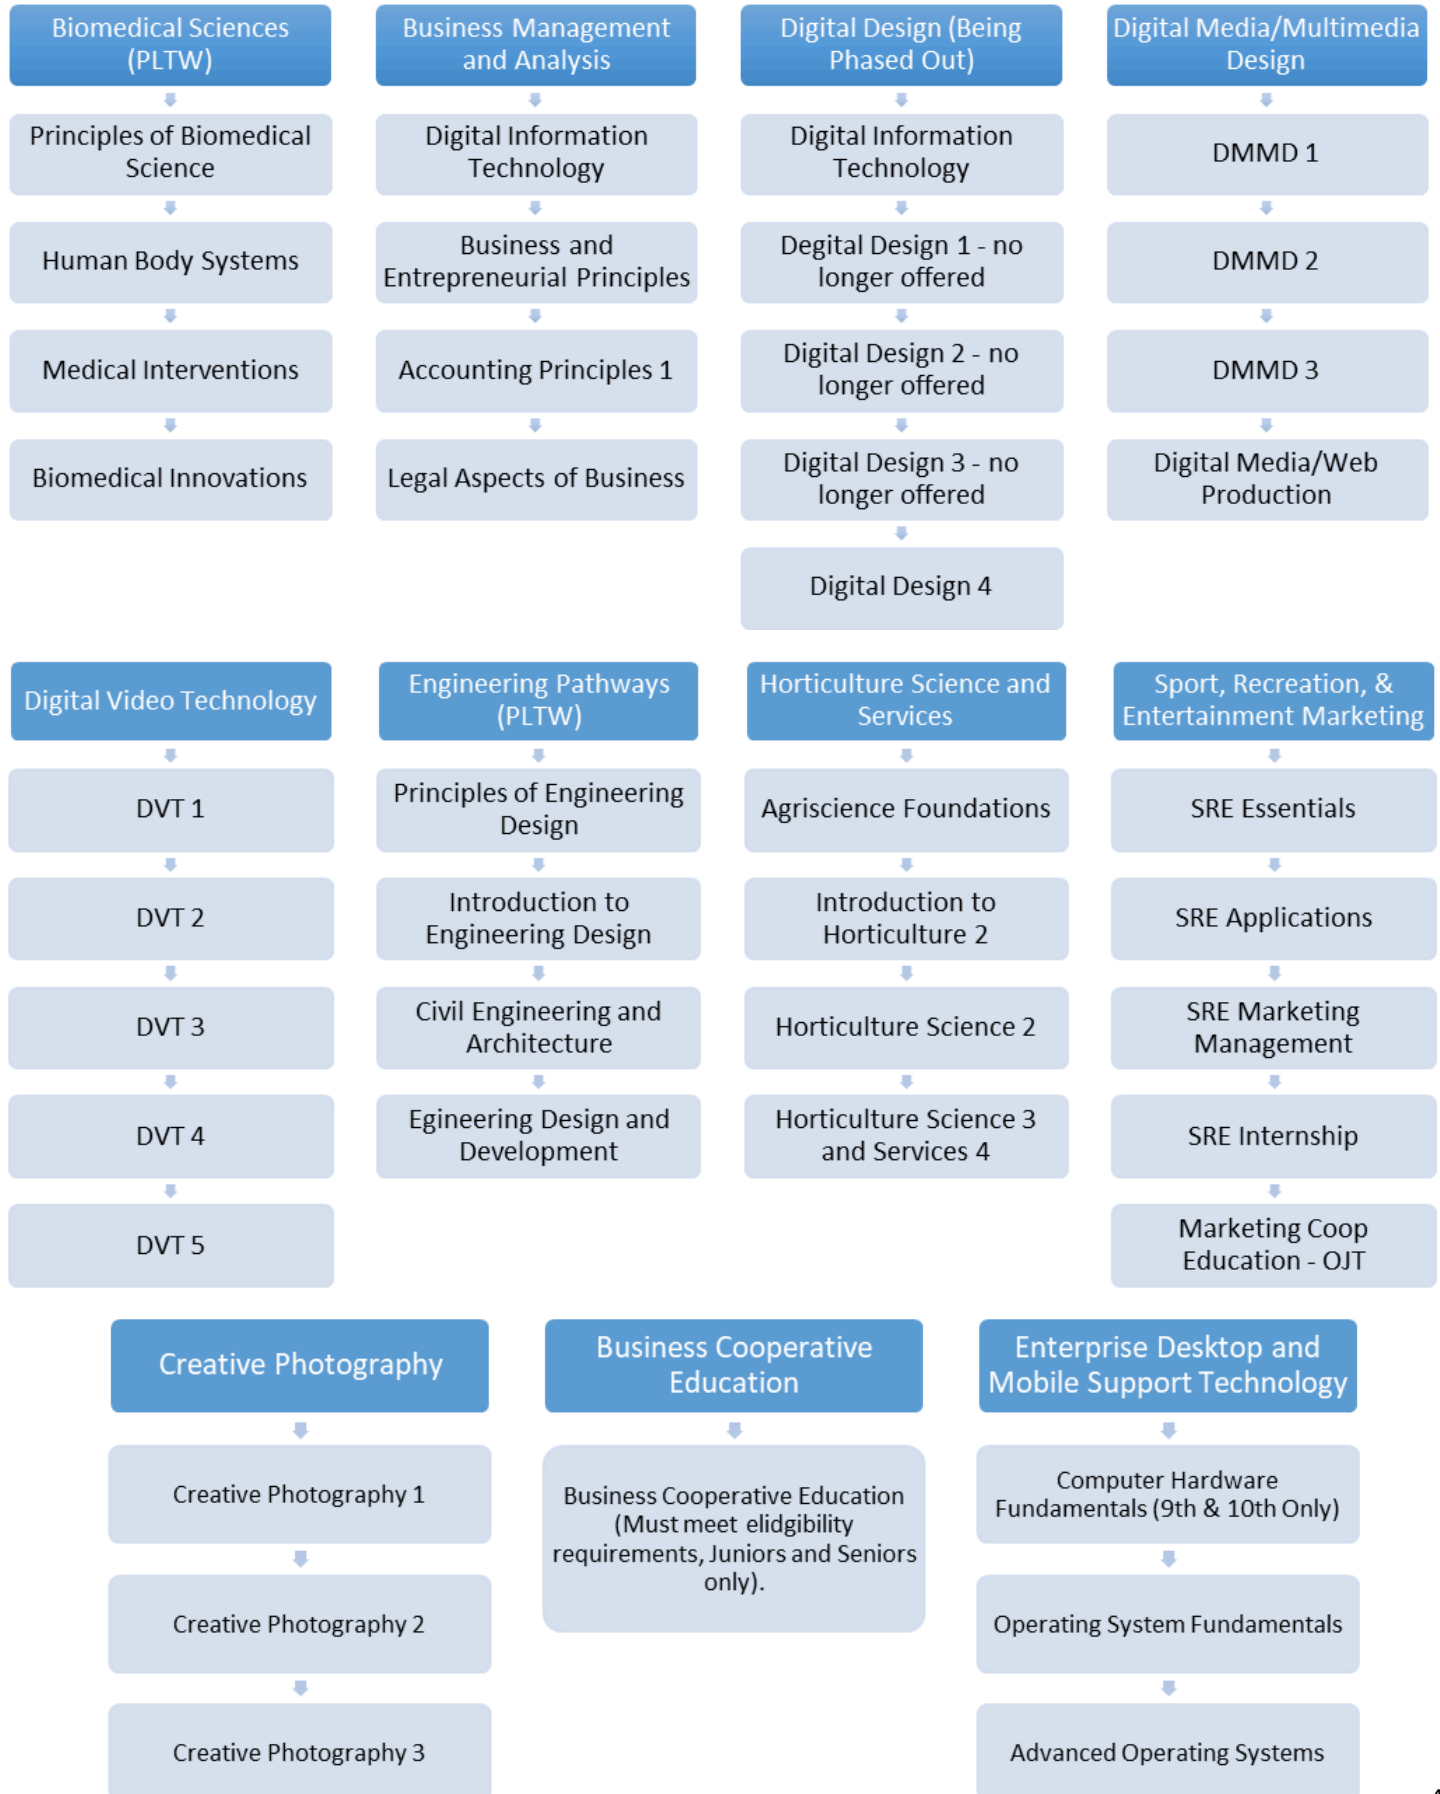 Biomedical Sciences
(PLTW)
Principles of Biomedical
Science
Human Body Systems
Medical Interventions
Biomedical Innovations
Business Management
and Analysis
Digital Information
Technology
Business and
Entrepreneurial Principles
Accounting Principles 1
Legal Aspects of Business
Digital Design (Being
Phased Out)
Digital Information
Technology
Degital Design 1 - no
longer offered
Digital Design 2 - no
longer offered
Digital Design 3 - no
longer offered
Digital Design 4
Digital Media/Multimedia
Design
DMMD 1
DMMD 2
DMMD 3
Digital Media/Web
Production
Digital Video Technology
DVT 1
DVT 2
DVT 3
DVT 4
DVT 5
Engineering Pathways
(PLTW)
Principles of Engineering
Design
Introduction to
Engineering Design
Civil Engineering and
Architecture
Egineering Design and
Development
Horticulture Science and
Services
Agriscience Foundations
Introduction to
Horticulture 2
Horticulture Science 2
Horticulture Science 3
and Services 4
Sport, Recreation, &
Entertainment Marketing
SRE Essentials
SRE Applications
SRE Marketing
Management
SRE Internship
Marketing Coop
Education - OJT
Creative Photography
Creative Photography 1
Creative Photography 2
Creative Photography 3
Business Cooperative
Education
Business Cooperative Education
(Must meet elidgibility
requirements, Juniors and Seniors
only).
Enterprise Desktop and
Mobile Support Technology
Computer Hardware
Fundamentals (9th & 10th Only)
Operating System Fundamentals
Advanced Operating Systems